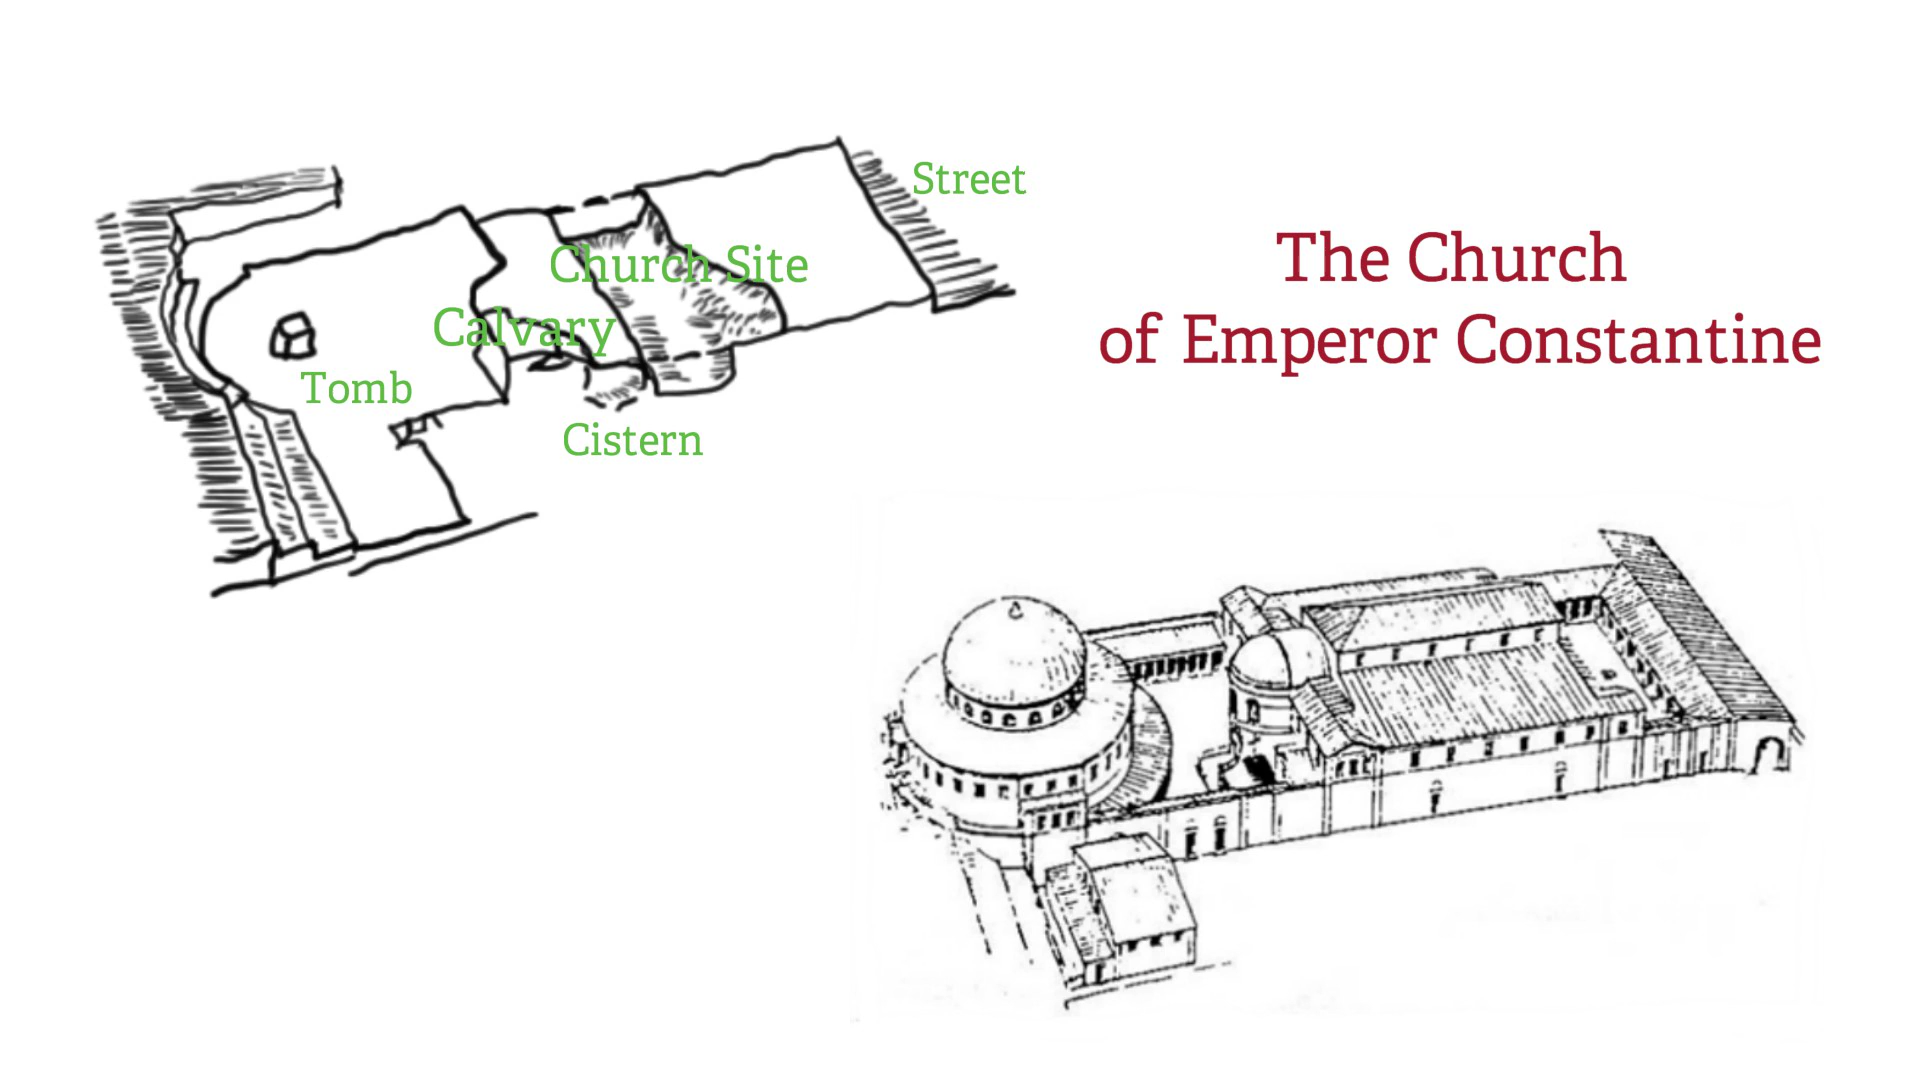 Street
Church Site
Calvary
Tomb
Cistern
The Church
of Emperor Constantine